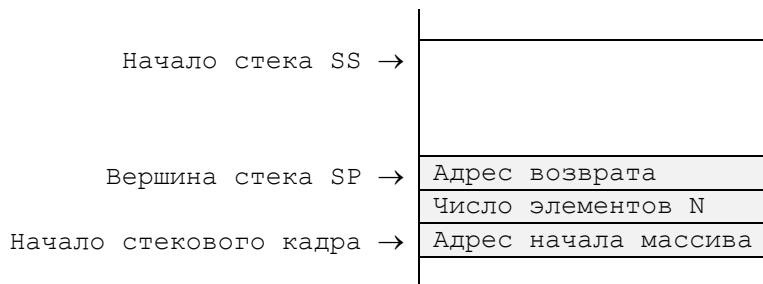 Начало стека SS →
Вершина стека SP → Адрес возврата
Число элементов N
Начало стекового кадра → Адрес начала массива